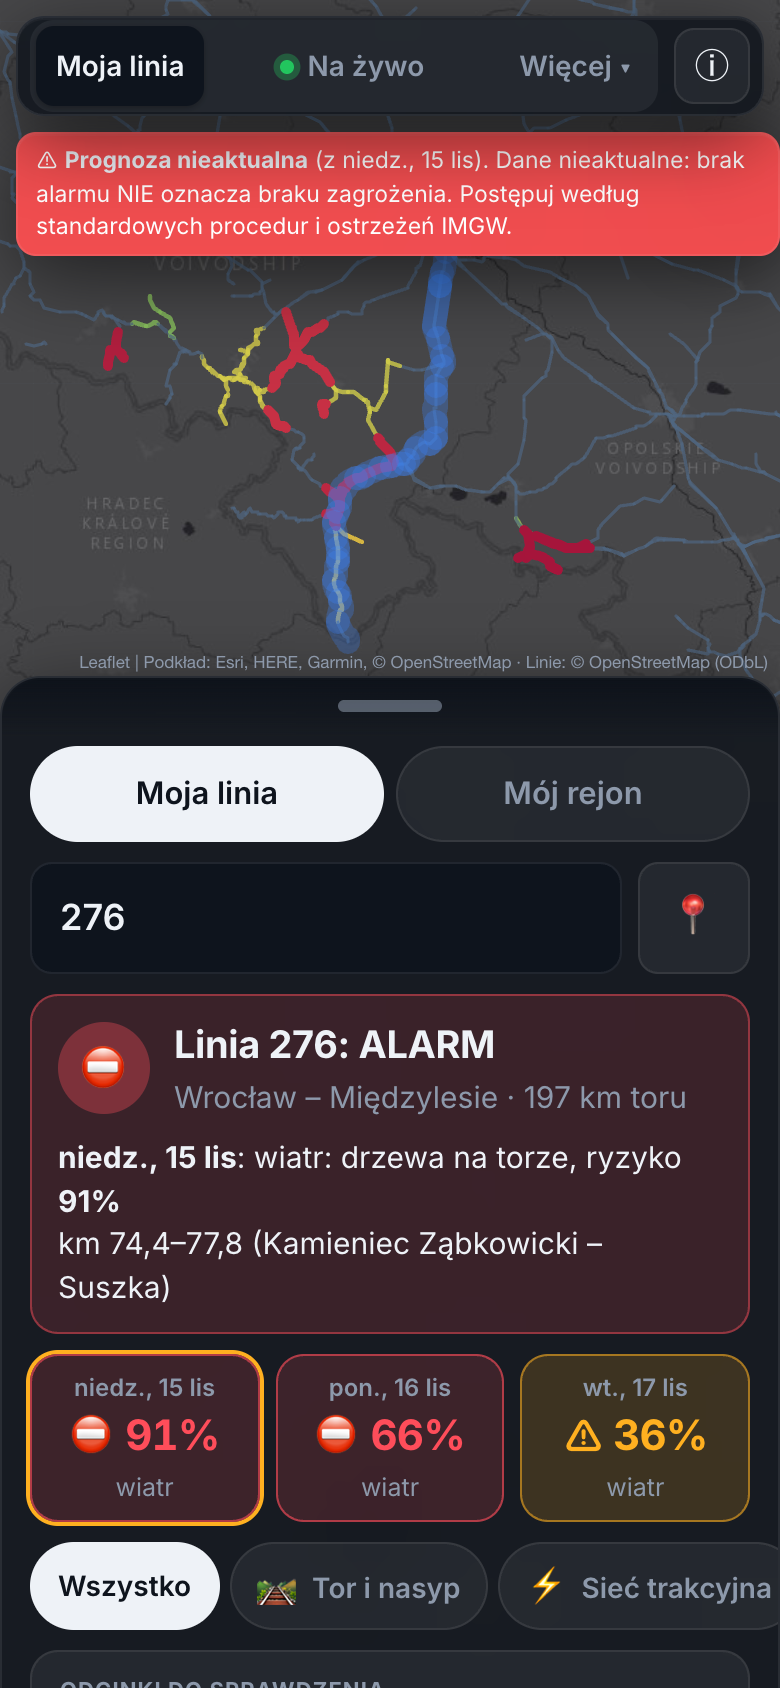 Moja linia
Na żywo
Więcej ▾
ⓘ
⚠ Prognoza nieaktualna (z niedz., 15 lis). Dane nieaktualne: brak
alarmu NIE oznacza braku zagrożenia. Postępuj według
standardowych procedur i ostrzeżeń IMGW.
VOIVODSHIP
OPOLSKIE
VOIVODSHIP
HRADEC
KRÁLOVÉ
REGION
Leaflet | Podkład: Esri, HERE, Garmin, © OpenStreetMap · Linie: © OpenStreetMap (ODbL)
Moja linia
Mój rejon
276
Linia 276: ALARM
Wrocław – Międzylesie · 197 km toru
niedz., 15 lis: wiatr: drzewa na torze, ryzyko
91%
km 74,4–77,8 (Kamieniec Ząbkowicki –
Suszka)
niedz., 15 lis
91%
wiatr
pon., 16 lis
66%
wiatr
wt., 17 lis
36%
wiatr
Wszystko
Tor i nasyp
Sieć trakcyjna
ODCINKI DO SPRAWDZENIA